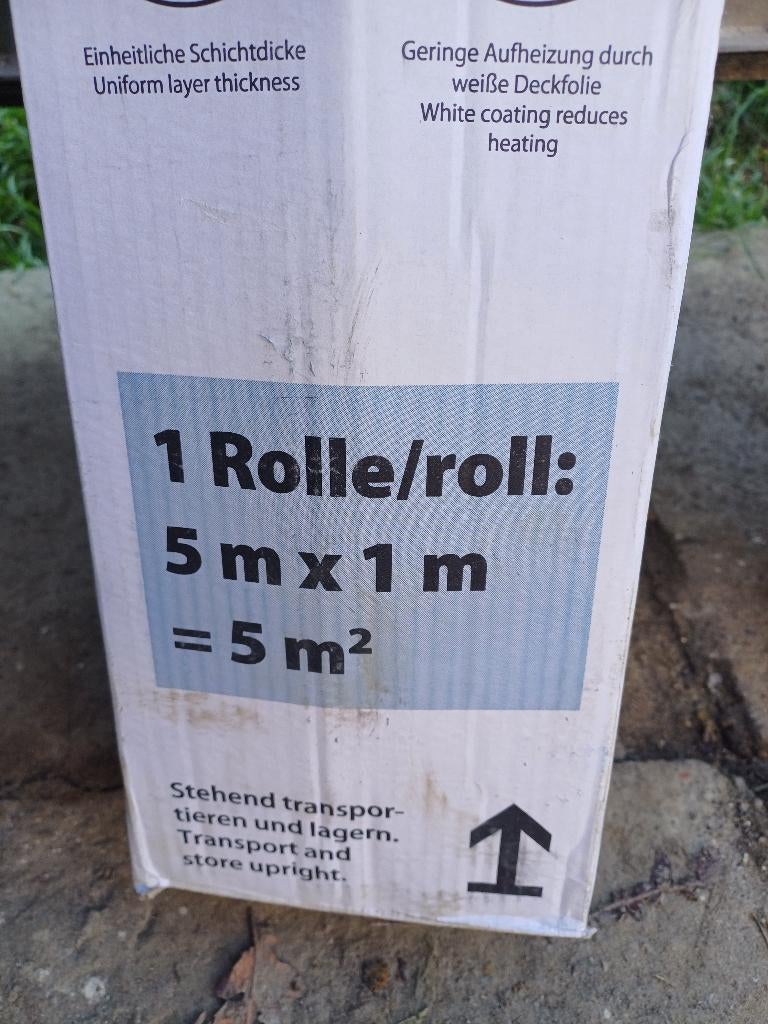 Einheitliche Schichtdicke
Uniform layer thickness
Geringe Aufheizung durch
weiße Deckfolie
White coating reduces
heating
1 Rolle/roll:
5 m x 1 m
= 5 m²
Stehend transpor-
tieren und lagern.
Transport and
store upright.